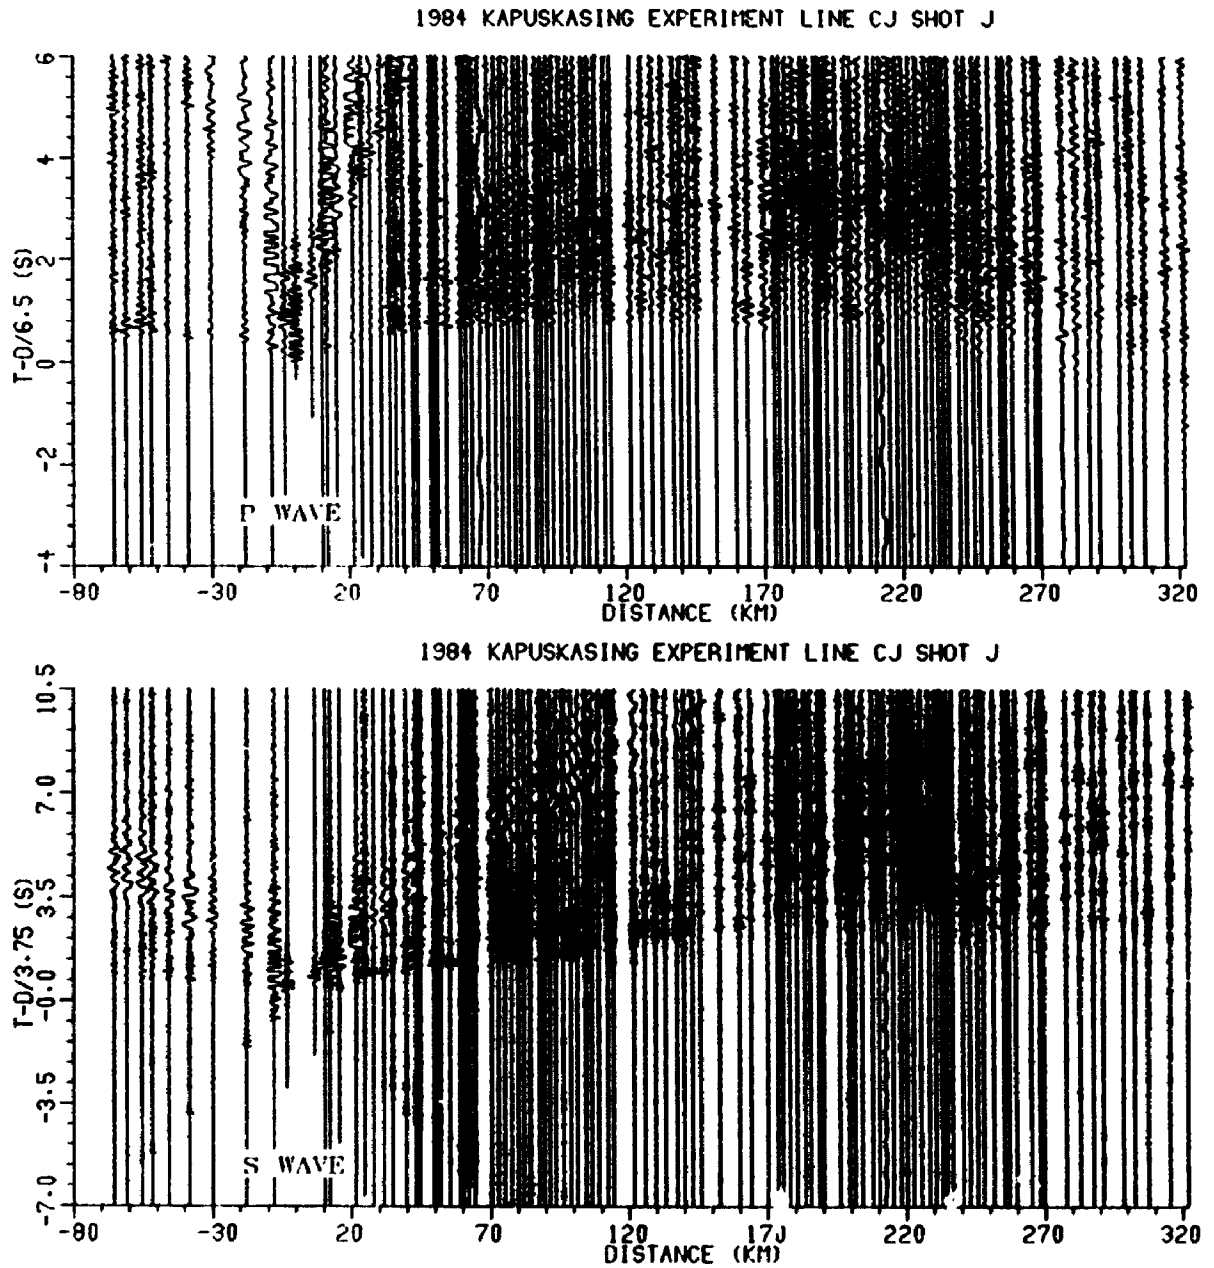 1984 KAPUSKASING EXPERIMENT LINE CJ SHOT J
6
4
2
0
-2
-4
T-D/6.5 (S)
P WAVE
-80 -30 20 70 120 170 220 270 320
DISTANCE (KM)
1984 KAPUSKASING EXPERIMENT LINE CJ SHOT J
10.5
7.0
3.5
-0.0
-3.5
-7.0
T-D/3.75 (S)
S WAVE
-80 -30 20 70 120 170 220 270 320
DISTANCE (KM)